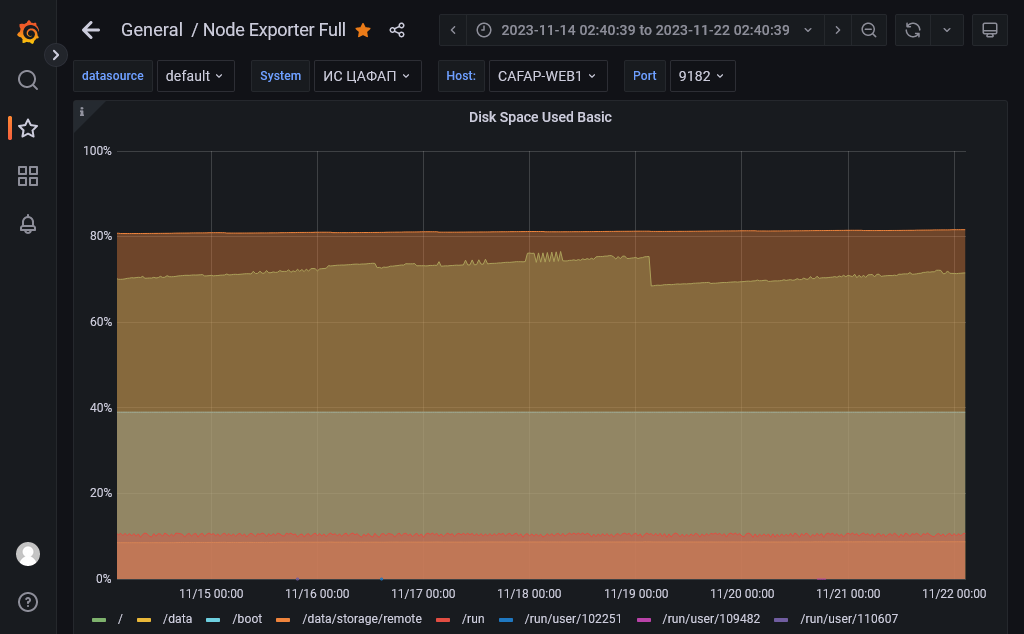 General / Node Exporter Full
2023-11-14 02:40:39 to 2023-11-22 02:40:39
datasource default System ИС ЦАФАП Host: CAFAP-WEB1 Port 9182
i
Disk Space Used Basic
100%
80%
60%
40%
20%
0%
11/15 00:00 11/16 00:00 11/17 00:00 11/18 00:00 11/19 00:00 11/20 00:00 11/21 00:00 11/22 00:00
/ /data /boot /data/storage/remote /run /run/user/102251 /run/user/109482 /run/user/110607